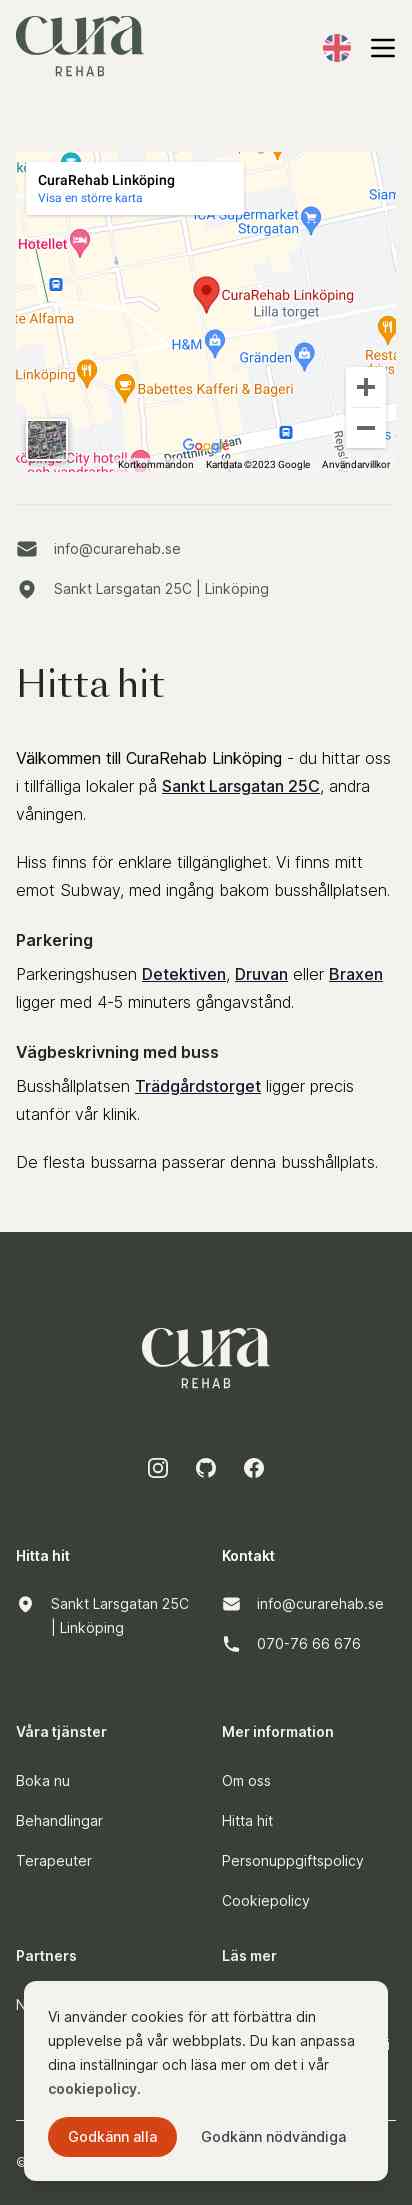 cura
REHAB
CuraRehab Linköping
Visa en större karta
ICA Supermarket
Storgatan
Hotellet
CuraRehab Linköping
Lilla torget
te Alfama
H&M
Gränden
Linköping
Babettes Kafferi & Bageri
Google
Kortkommandon
Kartdata ©2023 Google
Användarvillkor
info@curarehab.se
Sankt Larsgatan 25C | Linköping
Hitta hit
Välkommen till CuraRehab Linköping - du hittar oss
i tillfälliga lokaler på Sankt Larsgatan 25C, andra
våningen.
Hiss finns för enklare tillgänglighet. Vi finns mitt
emot Subway, med ingång bakom busshållplatsen.
Parkering
Parkeringshusen Detektiven, Druvan eller Braxen
ligger med 4-5 minuters gångavstånd.
Vägbeskrivning med buss
Busshållplatsen Trädgårdstorget ligger precis
utanför vår klinik.
De flesta bussarna passerar denna busshållplats.
cura
REHAB
Hitta hit
Sankt Larsgatan 25C
| Linköping
Kontakt
info@curarehab.se
070-76 66 676
Våra tjänster
Boka nu
Behandlingar
Terapeuter
Mer information
Om oss
Hitta hit
Personuppgiftspolicy
Cookiepolicy
Partners
Läs mer
Vi använder cookies för att förbättra din
upplevelse på vår webbplats. Du kan anpassa
dina inställningar och läsa mer om det i vår
cookiepolicy.
Godkänn alla
Godkänn nödvändiga
©